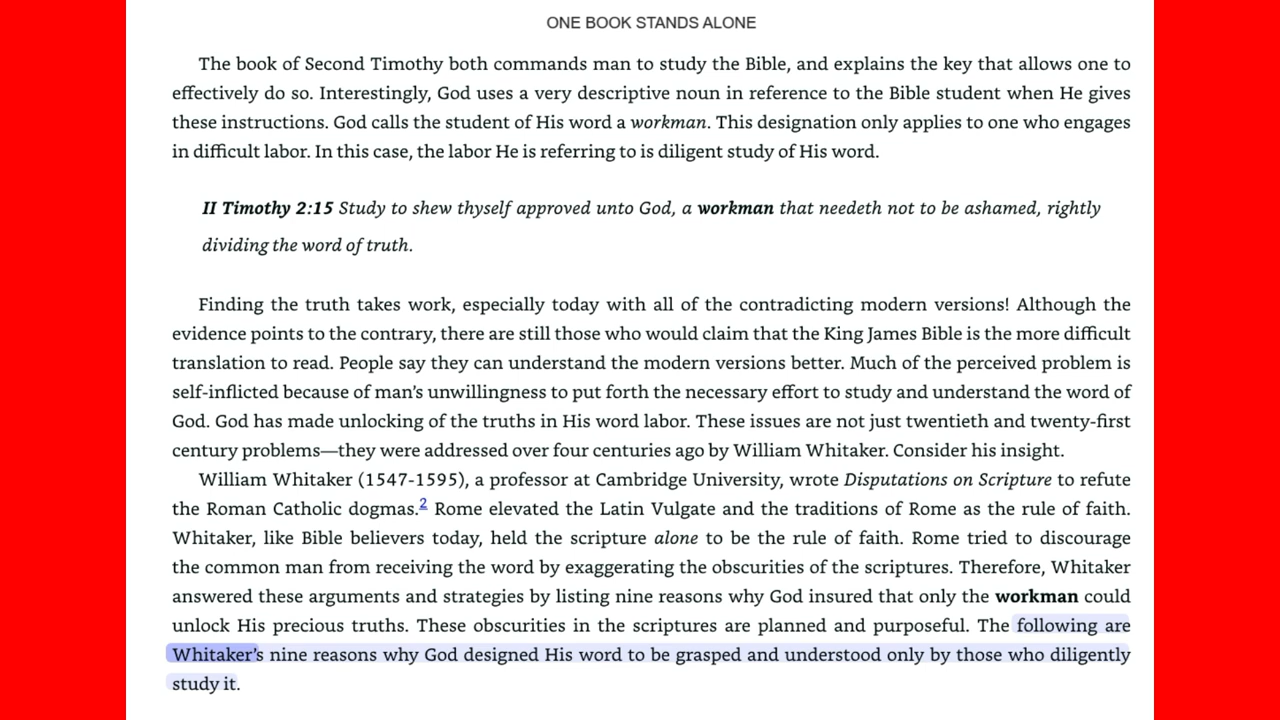 ONE BOOK STANDS ALONE
The book of Second Timothy both commands man to study the Bible, and explains the key that allows one to
effectively do so. Interestingly, God uses a very descriptive noun in reference to the Bible student when He gives
these instructions. God calls the student of His word a workman. This designation only applies to one who engages
in difficult labor. In this case, the labor He is referring to is diligent study of His word.
II Timothy 2:15 Study to shew thyself approved unto God, a workman that needeth not to be ashamed, rightly
dividing the word of truth.
Finding the truth takes work, especially today with all of the contradicting modern versions! Although the
evidence points to the contrary, there are still those who would claim that the King James Bible is the more difficult
translation to read. People say they can understand the modern versions better. Much of the perceived problem is
self-inflicted because of man's unwillingness to put forth the necessary effort to study and understand the word of
God. God has made unlocking of the truths in His word labor. These issues are not just twentieth and twenty-first
century problems—they were addressed over four centuries ago by William Whitaker. Consider his insight.
William Whitaker (1547-1595), a professor at Cambridge University, wrote Disputations on Scripture to refute
the Roman Catholic dogmas.2 Rome elevated the Latin Vulgate and the traditions of Rome as the rule of faith.
Whitaker, like Bible believers today, held the scripture alone to be the rule of faith. Rome tried to discourage
the common man from receiving the word by exaggerating the obscurities of the scriptures. Therefore, Whitaker
answered these arguments and strategies by listing nine reasons why God insured that only the workman could
unlock His precious truths. These obscurities in the scriptures are planned and purposeful. The following are
Whitaker's nine reasons why God designed His word to be grasped and understood only by those who diligently
study it.